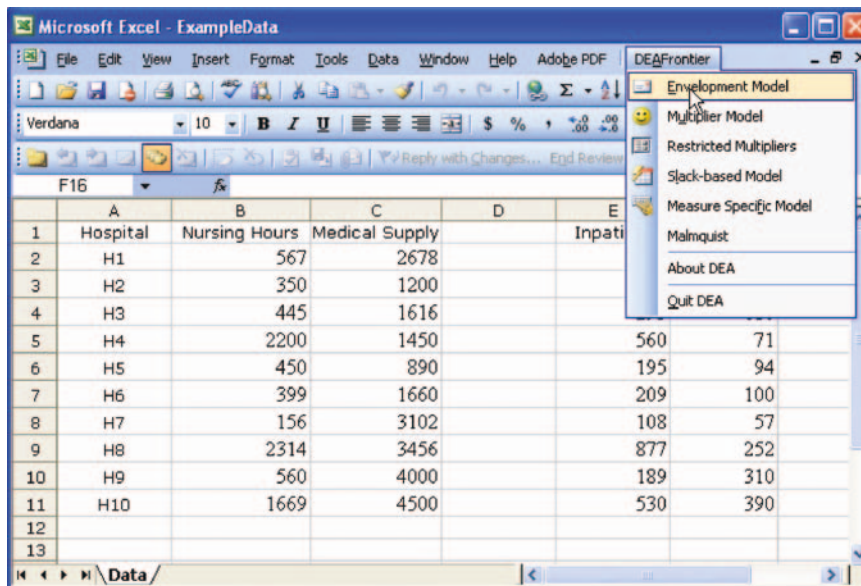 Microsoft Excel - ExampleData
File Edit View Insert Format Tools Data Window Help Adobe PDF DEAFrontier
Envelopment Model
Multiplier Model
Restricted Multipliers
Slack-based Model
Measure Specific Model
Malmquist
About DEA
Quit DEA
Verdana 10 B I U $ %
Reply with Changes... End Review
F16 fx
A B C D E
1 Hospital Nursing Hours Medical Supply
2 H1 567 2678
3 H2 350 1200
4 H3 445 1616
5 H4 2200 1450 560 71
6 H5 450 890 195 94
7 H6 399 1660 209 100
8 H7 156 3102 108 57
9 H8 2314 3456 877 252
10 H9 560 4000 189 310
11 H10 1669 4500 530 390
12
13
Data